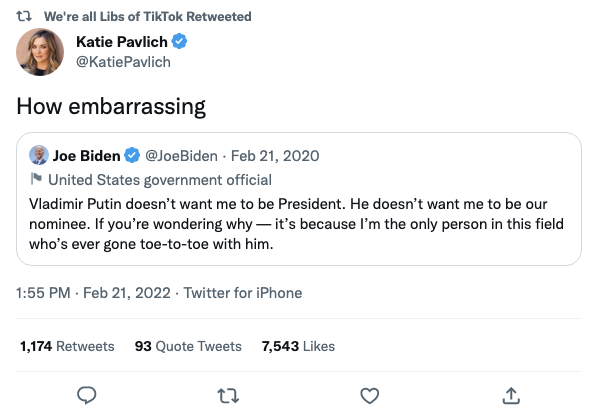 We're all Libs of TikTok Retweeted
Katie Pavlich
@KatiePavlich
How embarrassing
Joe Biden @JoeBiden · Feb 21, 2020
United States government official
Vladimir Putin doesn’t want me to be President. He doesn’t want me to be our
nominee. If you’re wondering why — it’s because I’m the only person in this field
who’s ever gone toe-to-toe with him.
1:55 PM · Feb 21, 2022 · Twitter for iPhone
1,174 Retweets 93 Quote Tweets 7,543 Likes